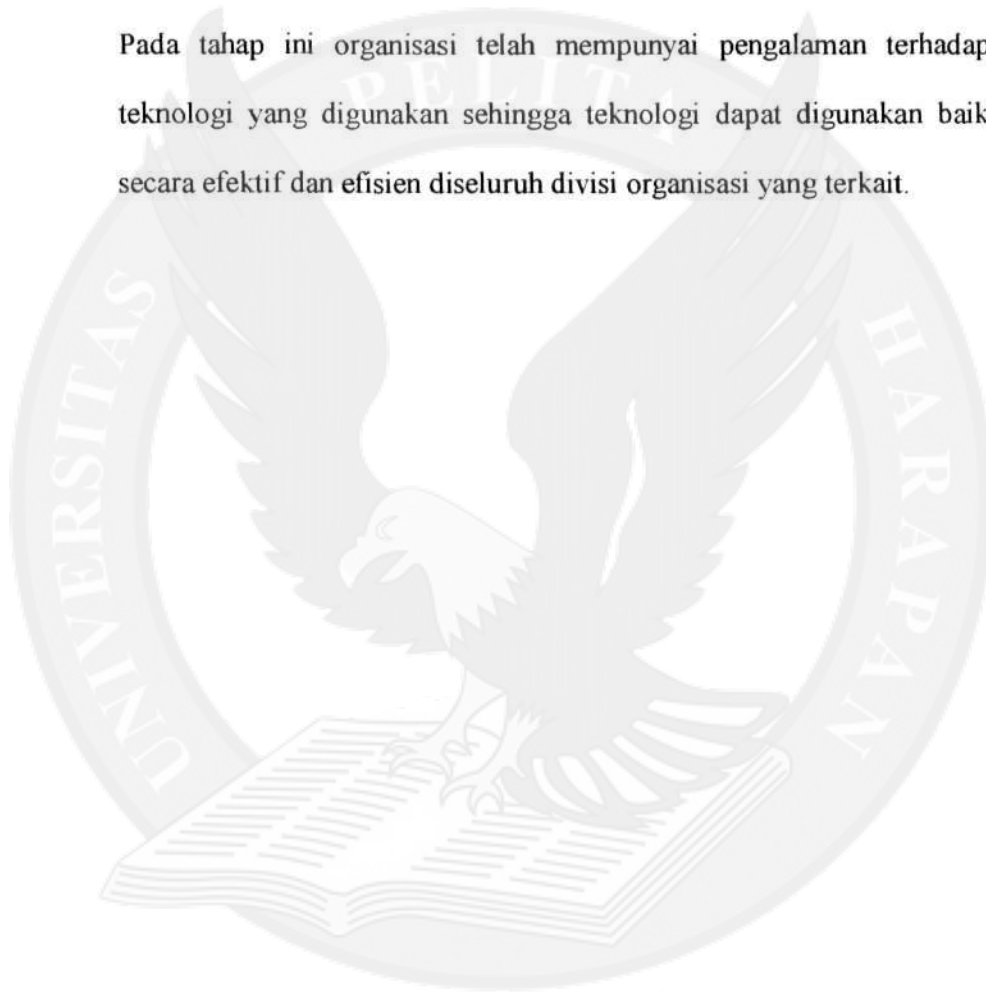 Pada tahap ini organisasi telah mempunyai pengalaman terhadap
teknologi yang digunakan sehingga teknologi dapat digunakan baik
secara efektif dan efisien diseluruh divisi organisasi yang terkait.
UNIVERSITAS PELITA HARAPAN